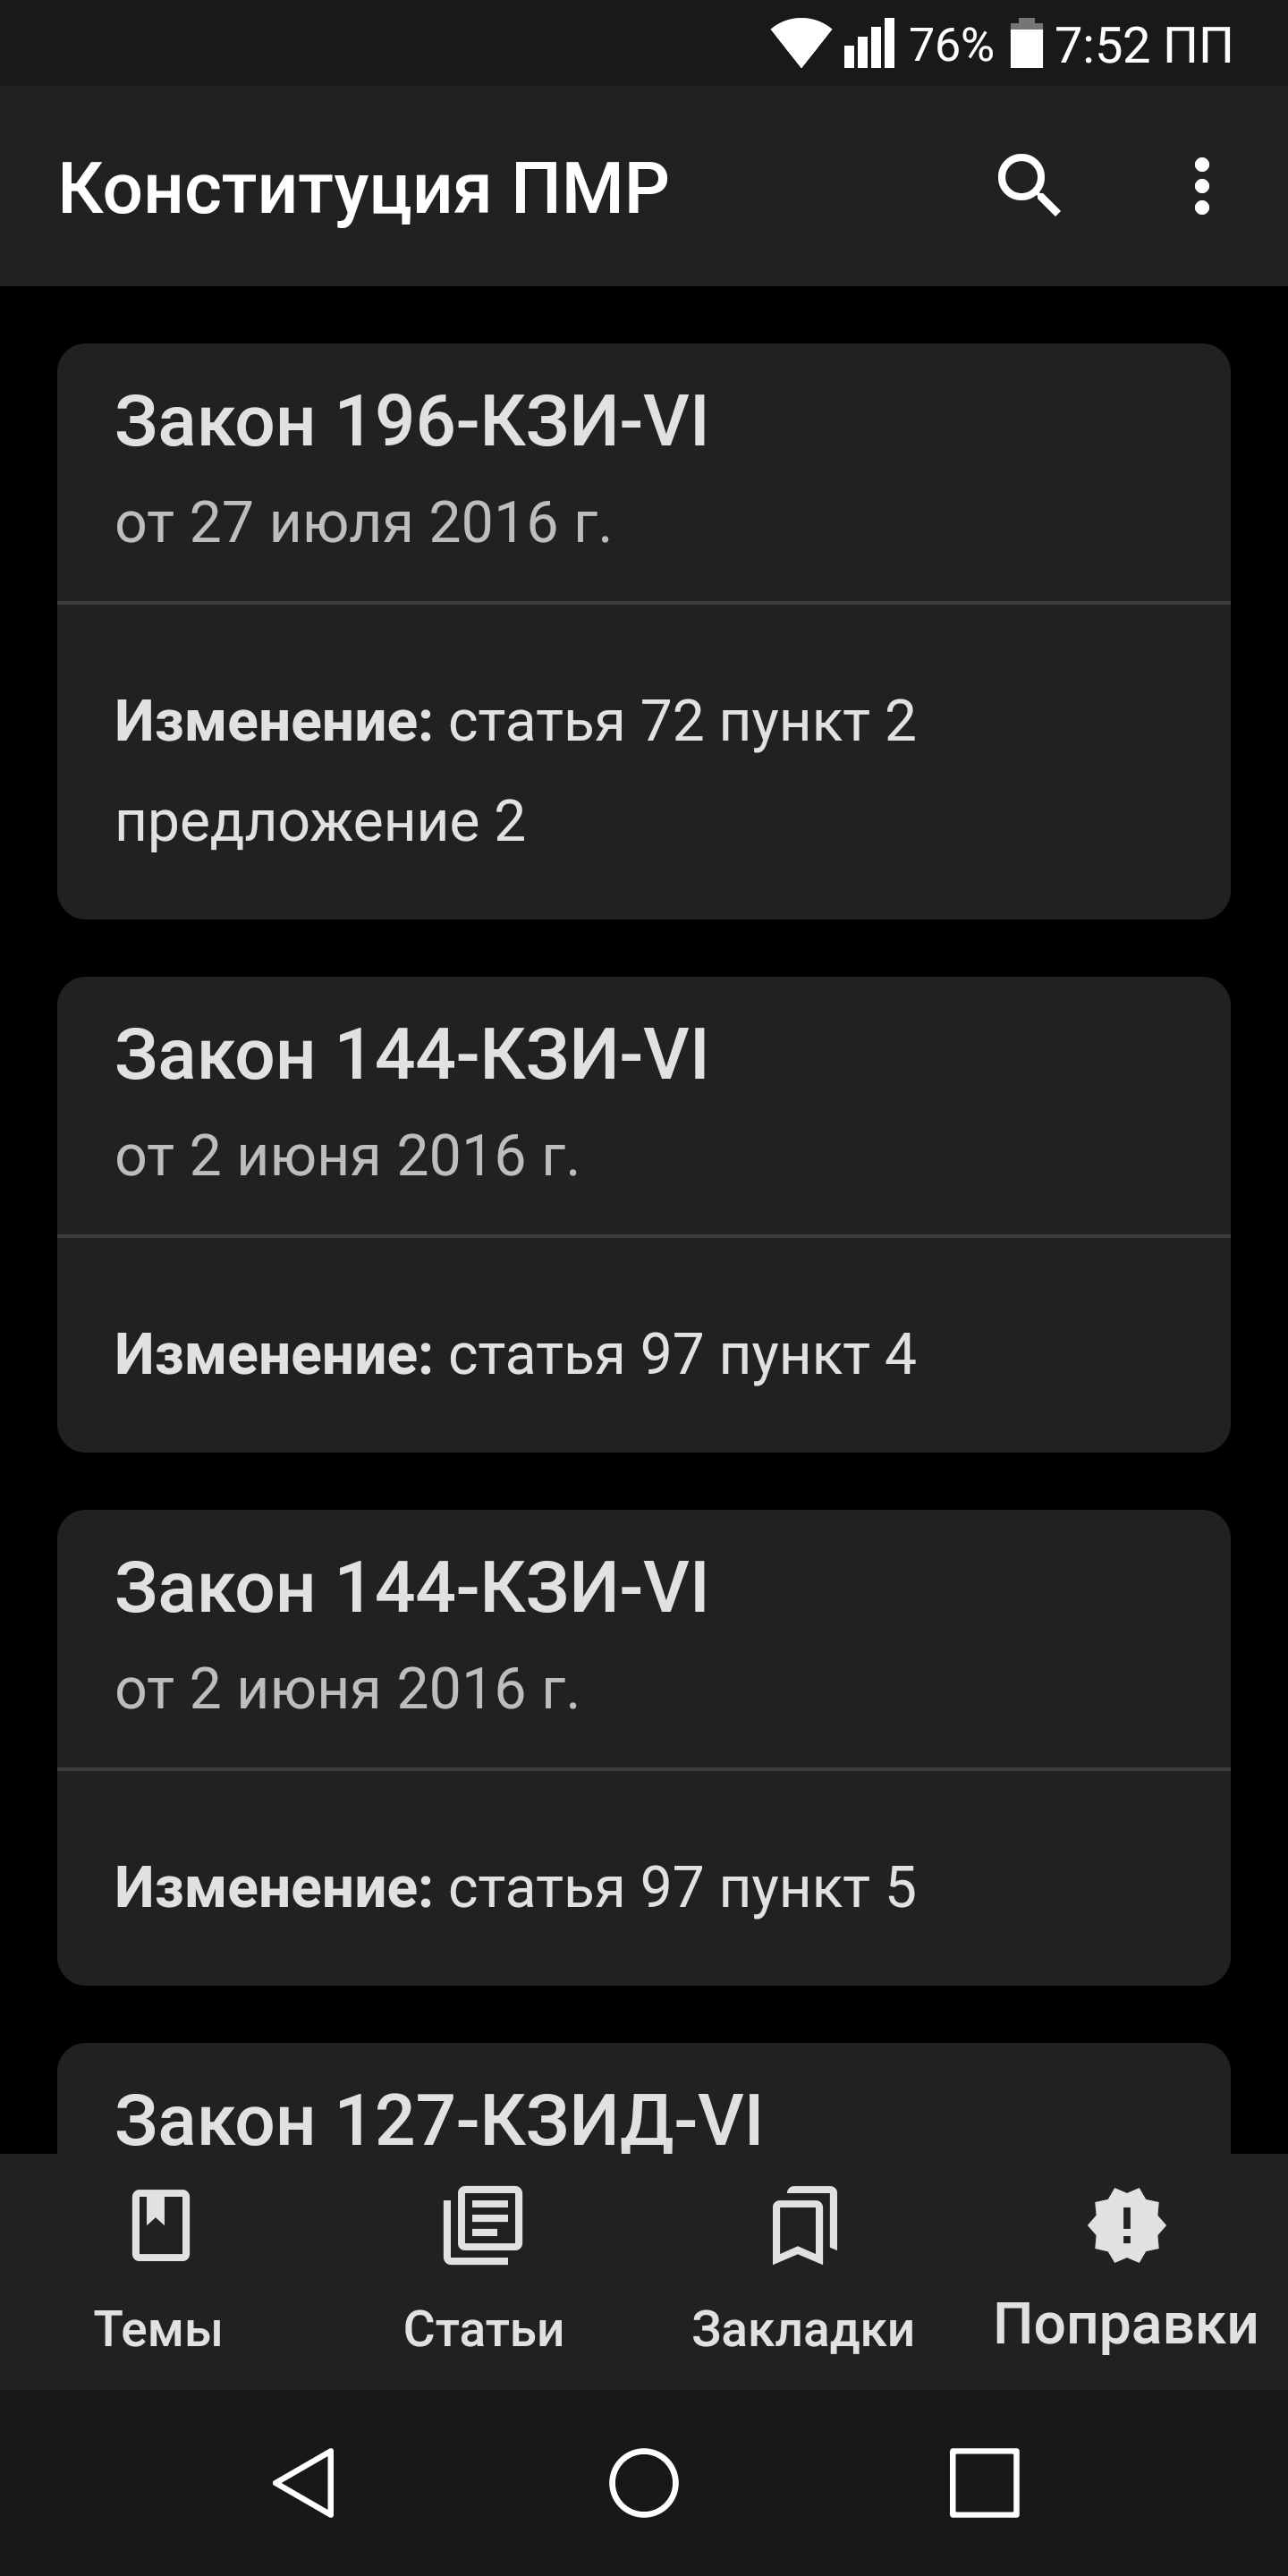 76% 7:52 ПП
Конституция ПМР
Закон 196-КЗИ-VI
от 27 июля 2016 г.
Изменение: статья 72 пункт 2
предложение 2
Закон 144-КЗИ-VI
от 2 июня 2016 г.
Изменение: статья 97 пункт 4
Закон 144-КЗИ-VI
от 2 июня 2016 г.
Изменение: статья 97 пункт 5
Закон 127-КЗИД-VI
Темы Статьи Закладки Поправки